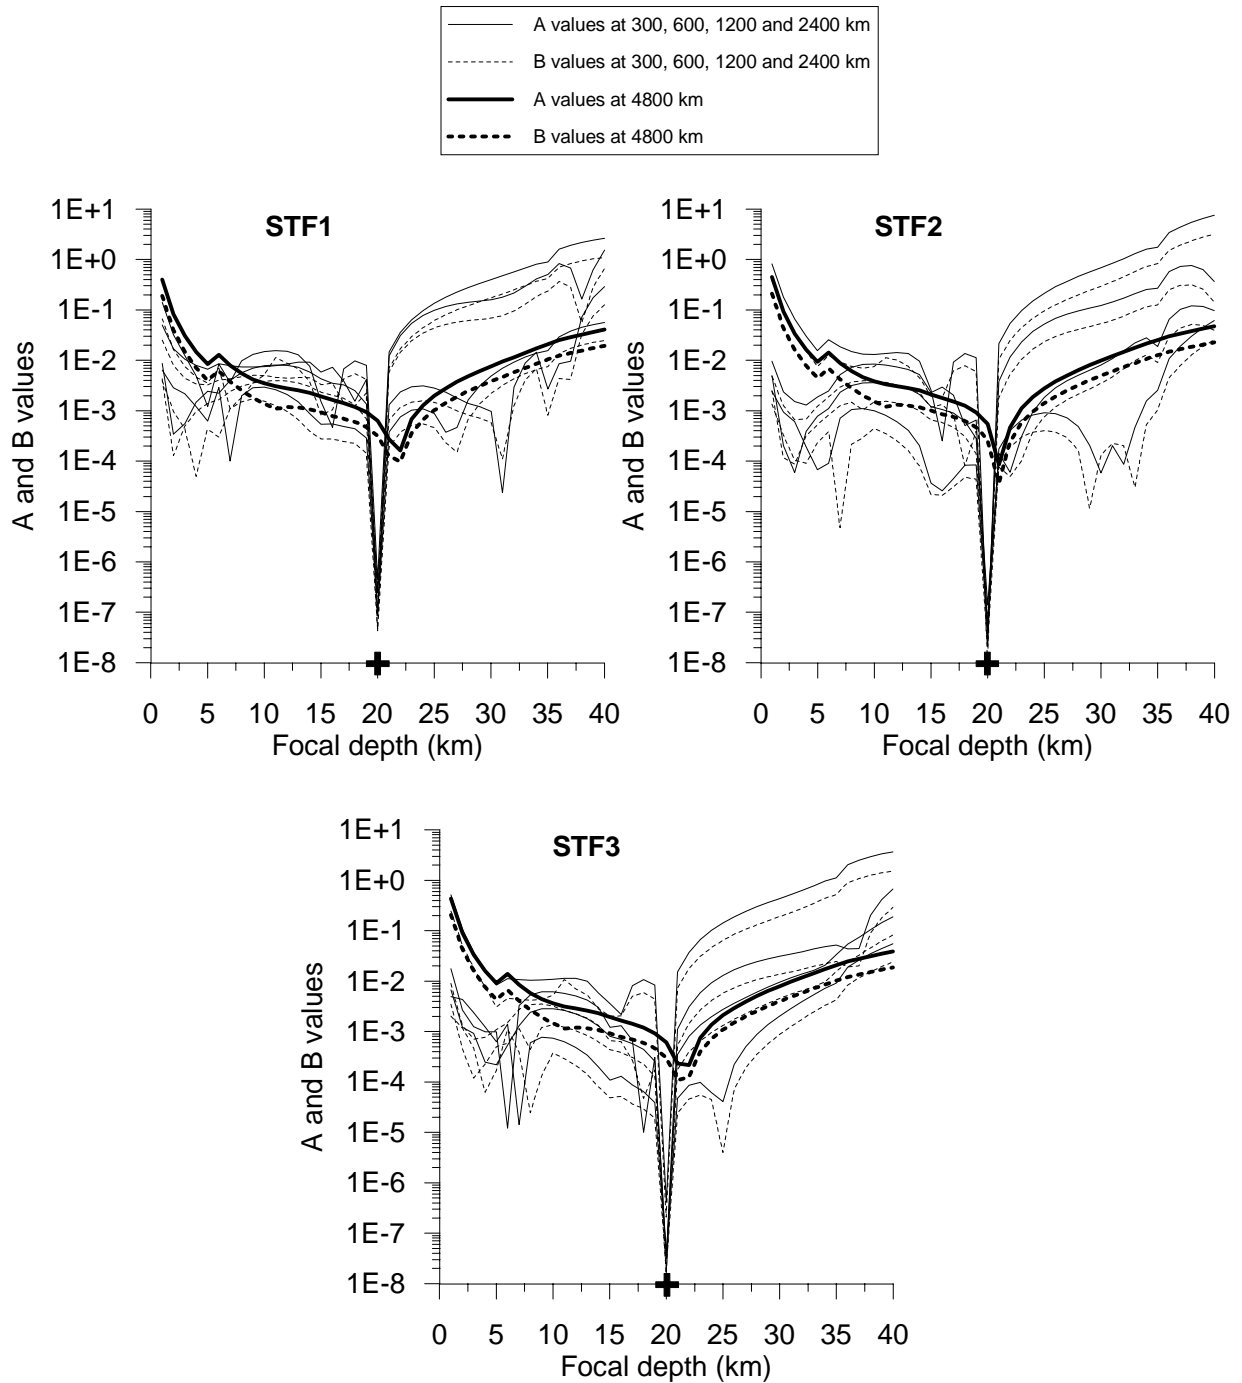 A values at 300, 600, 1200 and 2400 km
B values at 300, 600, 1200 and 2400 km
A values at 4800 km
B values at 4800 km
STF1
1E+1
1E+0
1E-1
1E-2
1E-3
1E-4
1E-5
1E-6
1E-7
1E-8
A and B values
0 5 10 15 20 25 30 35 40
Focal depth (km)
STF2
1E+1
1E+0
1E-1
1E-2
1E-3
1E-4
1E-5
1E-6
1E-7
1E-8
A and B values
0 5 10 15 20 25 30 35 40
Focal depth (km)
STF3
1E+1
1E+0
1E-1
1E-2
1E-3
1E-4
1E-5
1E-6
1E-7
1E-8
A and B values
0 5 10 15 20 25 30 35 40
Focal depth (km)